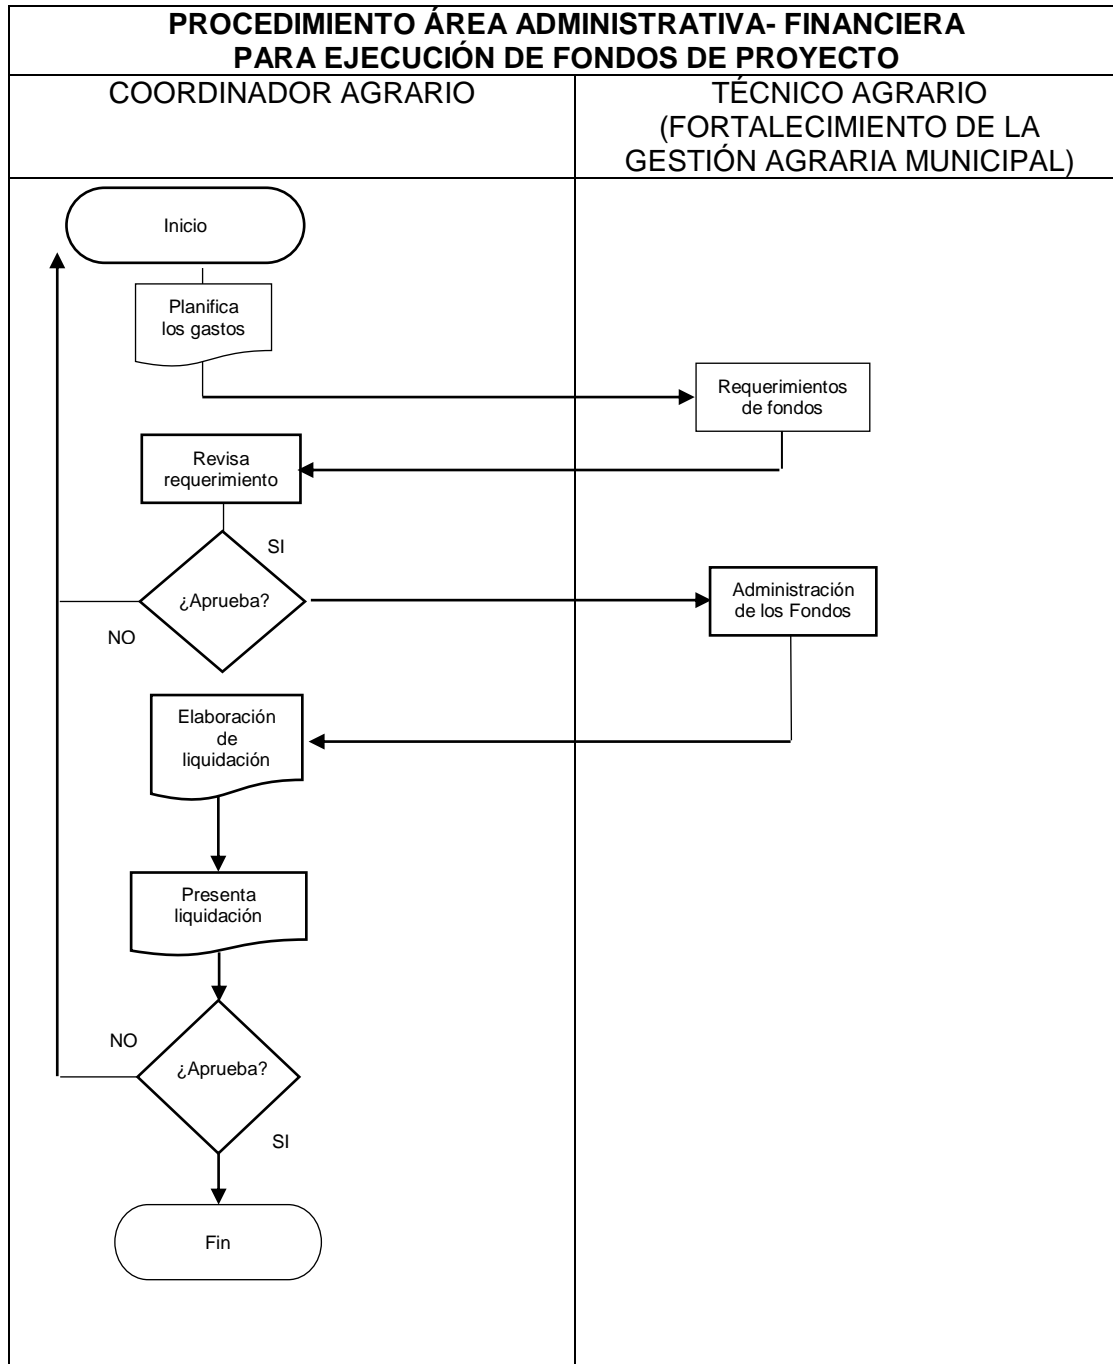 PROCEDIMIENTO ÁREA ADMINISTRATIVA- FINANCIERA
PARA EJECUCIÓN DE FONDOS DE PROYECTO
COORDINADOR AGRARIO
TÉCNICO AGRARIO
(FORTALECIMIENTO DE LA
GESTIÓN AGRARIA MUNICIPAL)
Inicio
Planifica
los gastos
Requerimientos
de fondos
Revisa
requerimiento
SI
¿Aprueba?
NO
Administración
de los Fondos
Elaboración
de
liquidación
Presenta
liquidación
NO
¿Aprueba?
SI
Fin